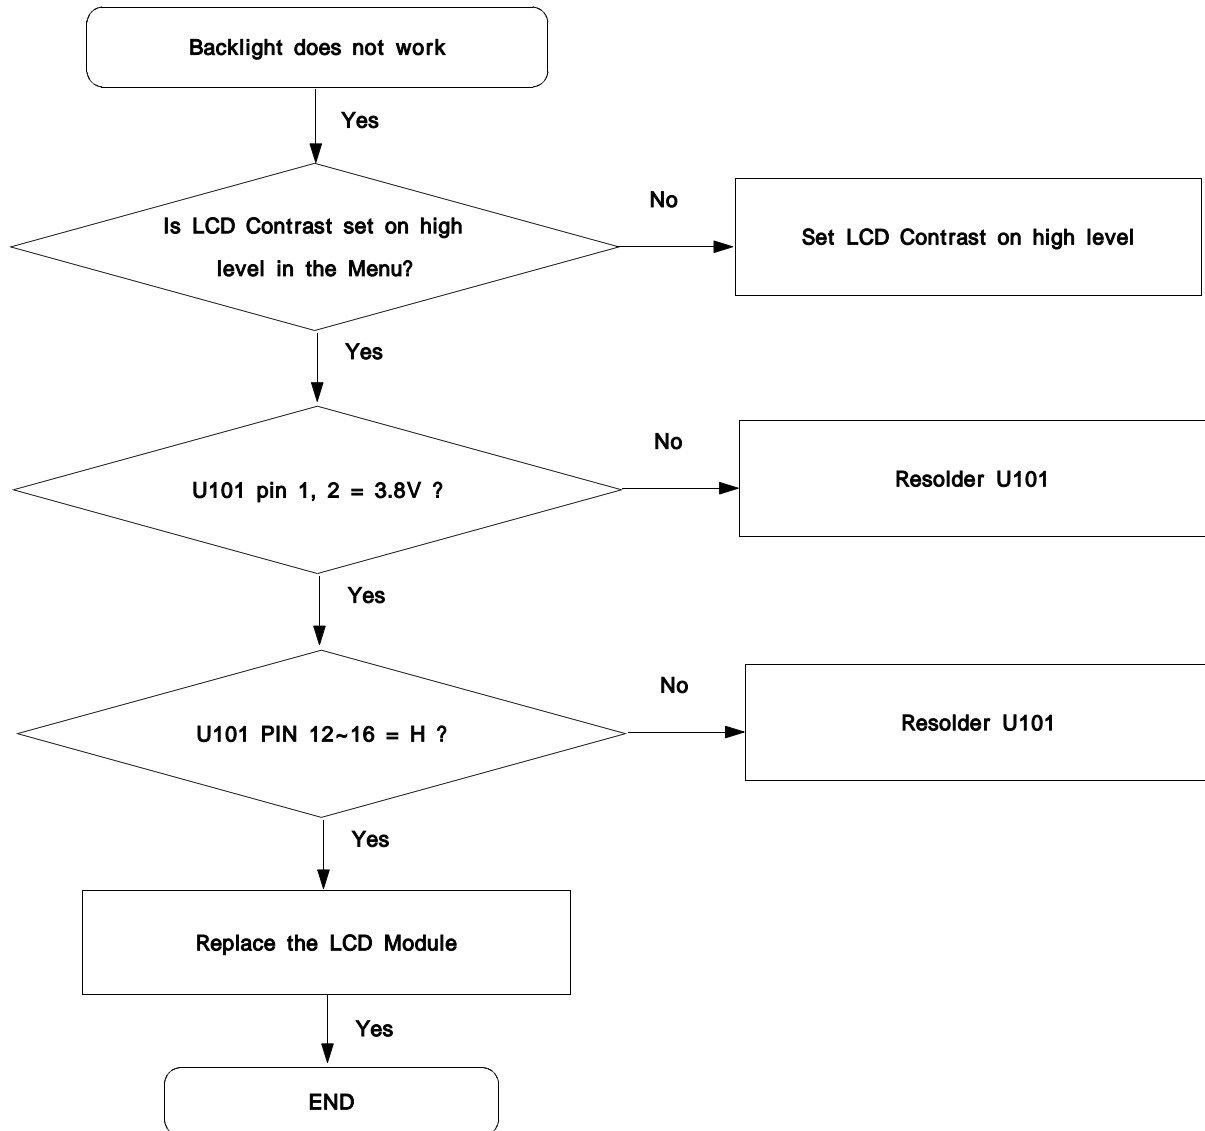 Backlight does not work
Yes
Is LCD Contrast set on high
level in the Menu?
No
Set LCD Contrast on high level
Yes
U101 pin 1, 2 = 3.8V ?
No
Resolder U101
Yes
U101 PIN 12~16 = H ?
No
Resolder U101
Yes
Replace the LCD Module
Yes
END